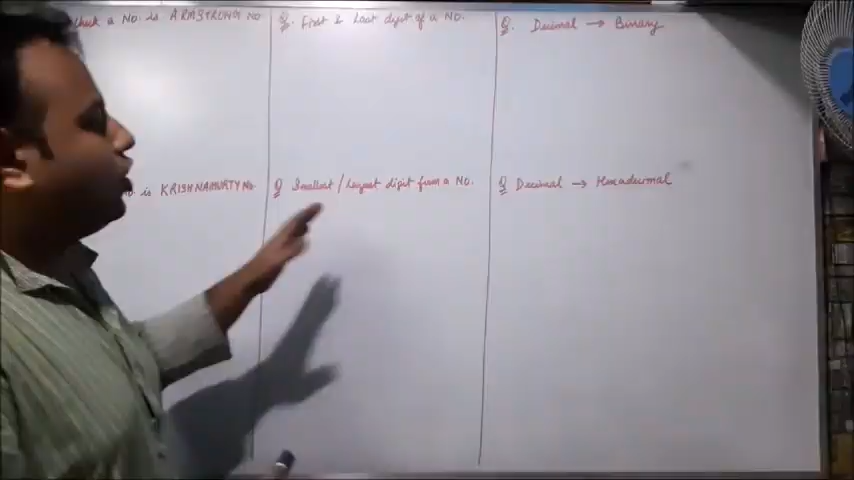 check a No. is ARMSTRONG No
Q. First & Last digit of a No.
Q. Decimal → Binary
No is KRISHNAMURTY No
Q Smallest / largest digit from a No.
Q Decimal → Hexadecimal